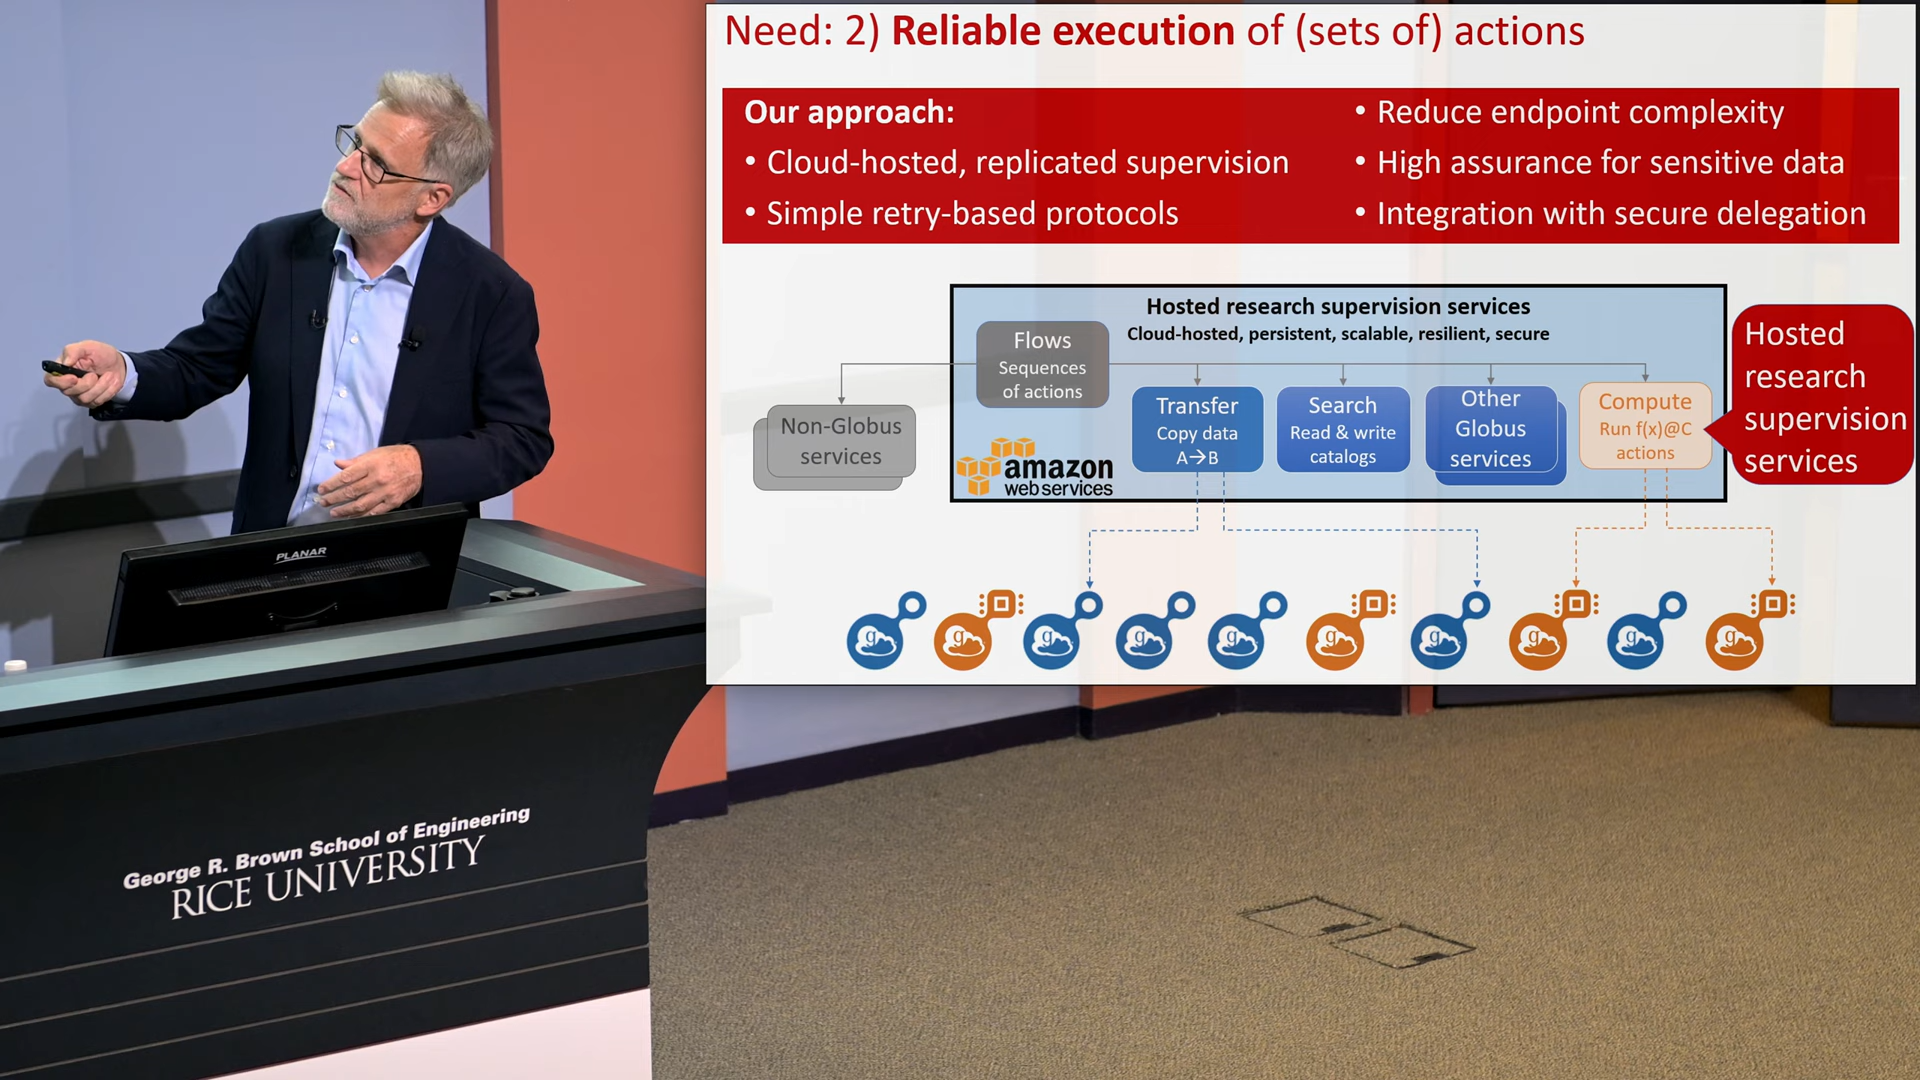 Need: 2) Reliable execution of (sets of) actions
Our approach:
• Cloud-hosted, replicated supervision
• Simple retry-based protocols
• Reduce endpoint complexity
• High assurance for sensitive data
• Integration with secure delegation
Hosted research supervision services
Cloud-hosted, persistent, scalable, resilient, secure
Flows
Sequences
of actions
Non-Globus
services
Transfer
Copy data
A→B
Search
Read & write
catalogs
Other
Globus
services
Compute
Run f(x)@C
actions
Hosted
research
supervision
services
amazon
webservices
g
g
g
g
g
g
g
g
g
g
PLANAR
George R. Brown School of Engineering
RICE UNIVERSITY